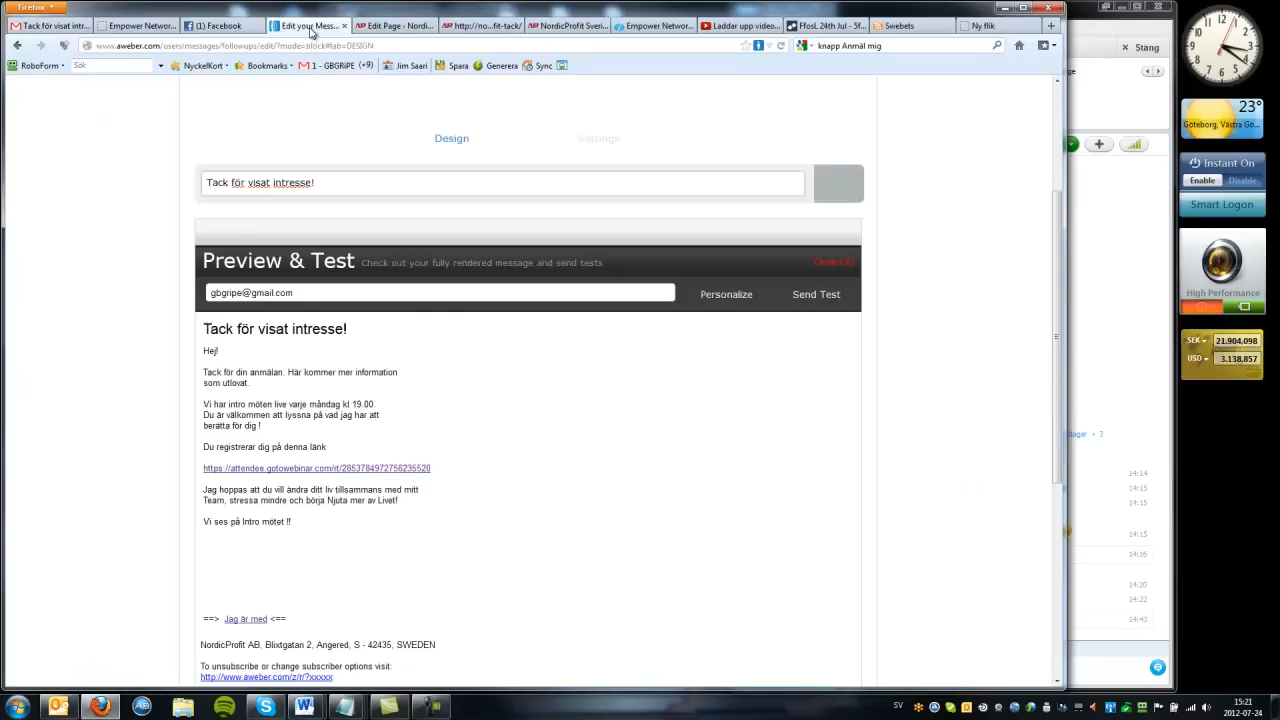 Firefox
Tack för visat intr...
Empower Networ...
(1) Facebook
Edit your Mess...
Edit Page ‹ Nordi...
http://no...fit-tack/
NordicProfit Sveri...
Empower Networ...
Laddar upp video...
FfosL 24th Jul - 5f...
Swebets
Ny flik
www.aweber.com/users/messages/followups/edit/?mode=block#tab=DESIGN
knapp Anmäl mig
RoboForm
Sök
NyckelKort
Bookmarks
1 - GBGRiPE (+9)
Jim Saari
Spara
Generera
Sync
Stäng
Design
Settings
Tack för visat intresse!
Preview & Test
Check out your fully rendered message and send tests
Close [X]
gbgripe@gmail.com
Personalize
Send Test
Tack för visat intresse!
Hej!
Tack för din anmälan. Här kommer mer information
som utlovat.
Vi har intro möten live varje måndag kl 19.00.
Du är välkommen att lyssna på vad jag har att
berätta för dig !
Du registrerar dig på denna länk
https://attendee.gotowebinar.com/rt/2853784972756235520
Jag hoppas att du vill ändra ditt liv tillsammans med mitt
Team, stressa mindre och börja Njuta mer av Livet!
Vi ses på Intro mötet !!
==> Jag är med <==
NordicProfit AB, Blixtgatan 2, Angered, S - 42435, SWEDEN
To unsubscribe or change subscriber options visit:
http://www.aweber.com/z/r/?xxxxx
dagar • 3
14:14
14:15
14:15
14:15
14:16
14:20
14:22
14:43
23°
Göteborg, Västra Gö...
Instant On
Enable
Disable
Smart Logon
High Performance
SEK
21.904,098
USD
3.138,857
SV
15:21
2012-07-24